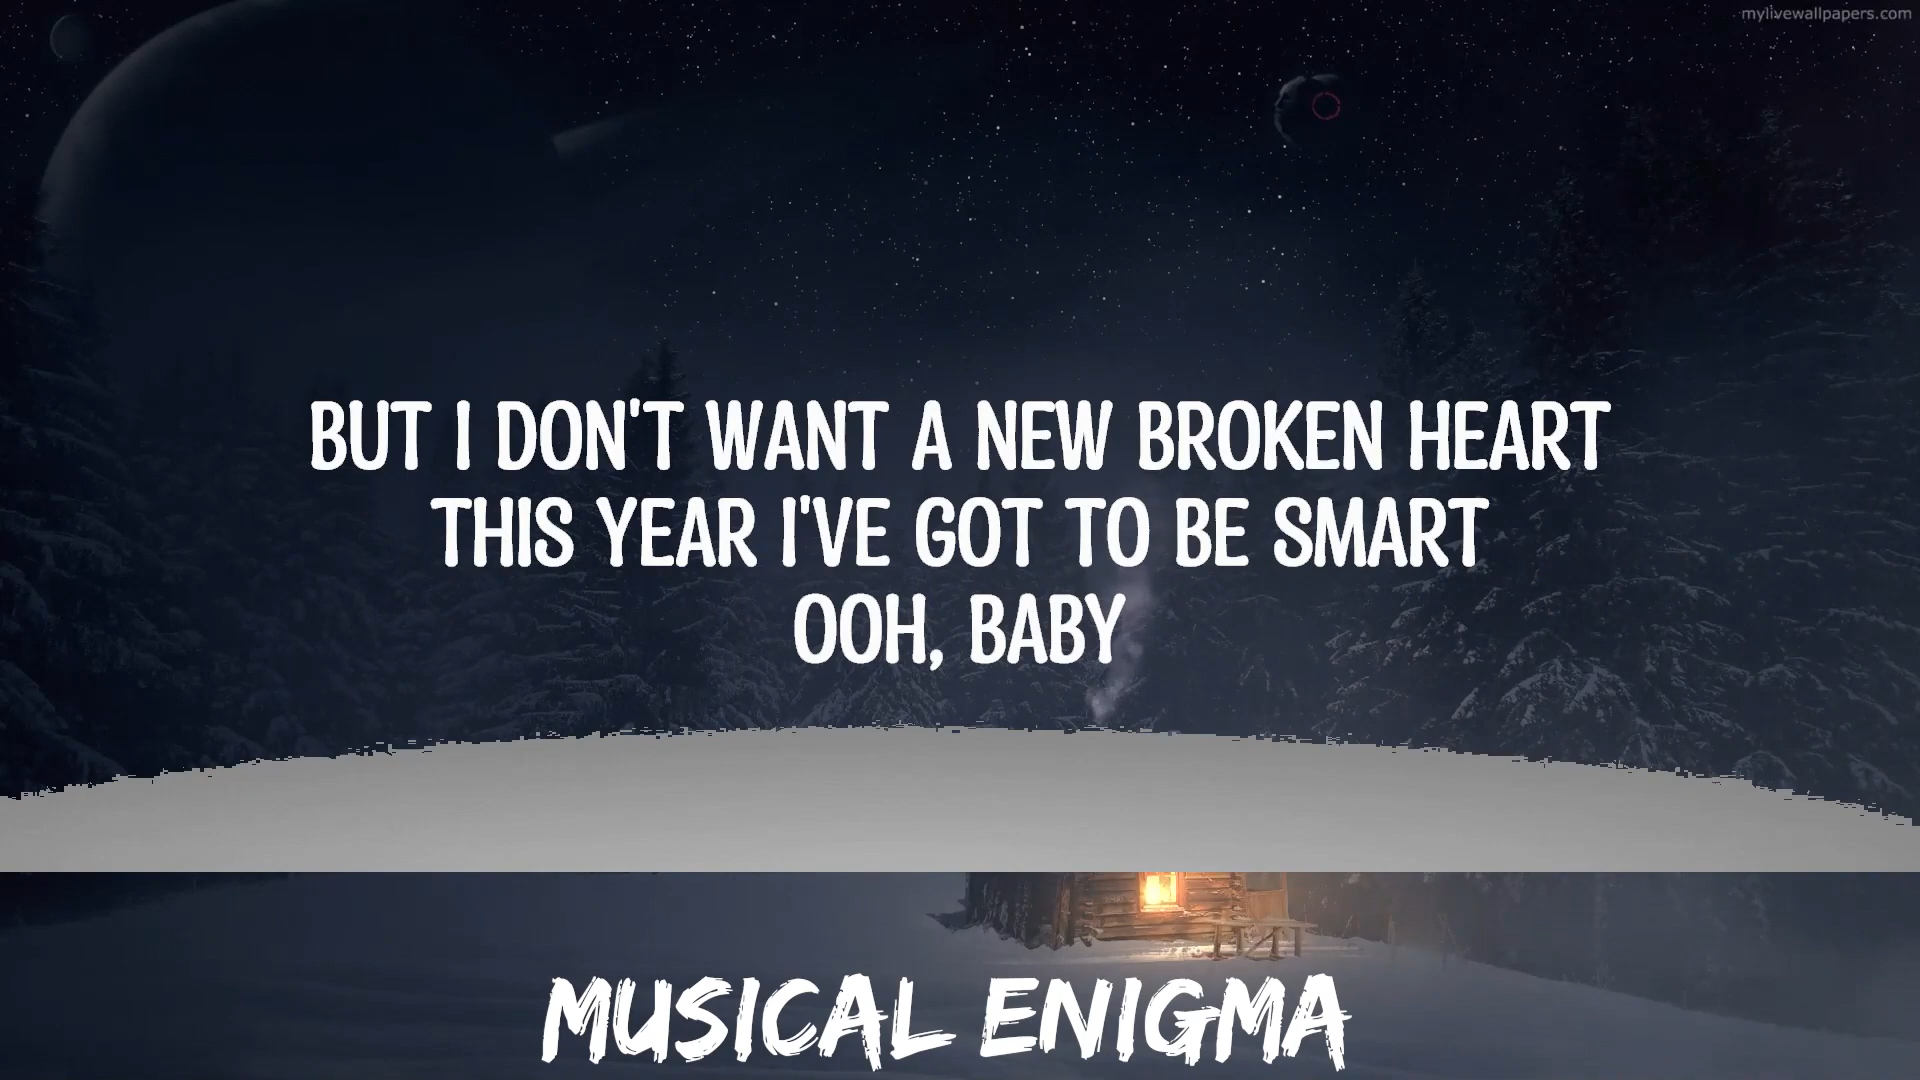 mylivewallpapers.com
BUT I DON'T WANT A NEW BROKEN HEART
THIS YEAR I'VE GOT TO BE SMART
OOH, BABY
MUSICAL ENIGMA